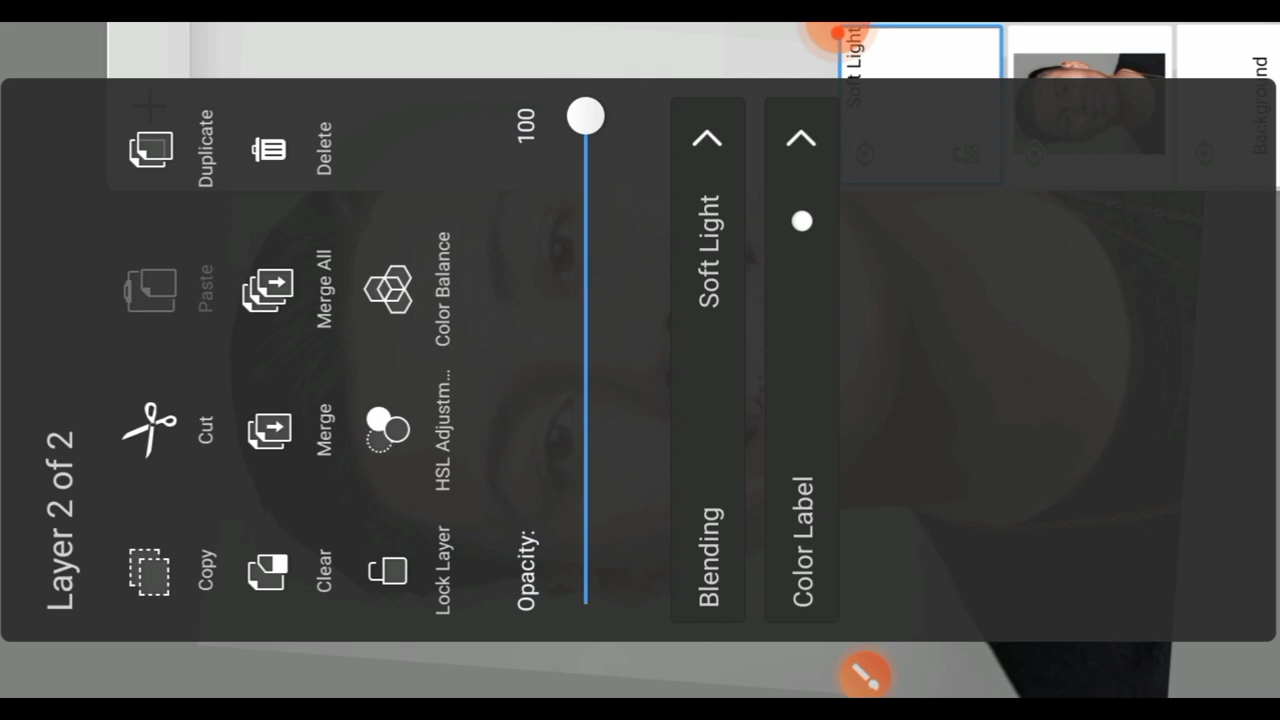 Layer 2 of 2
Copy
Cut
Paste
Duplicate
Clear
Merge
Merge All
Delete
Lock Layer
HSL Adjustm...
Color Balance
Opacity:
100
Blending
Soft Light
Color Label
Soft Light
Background